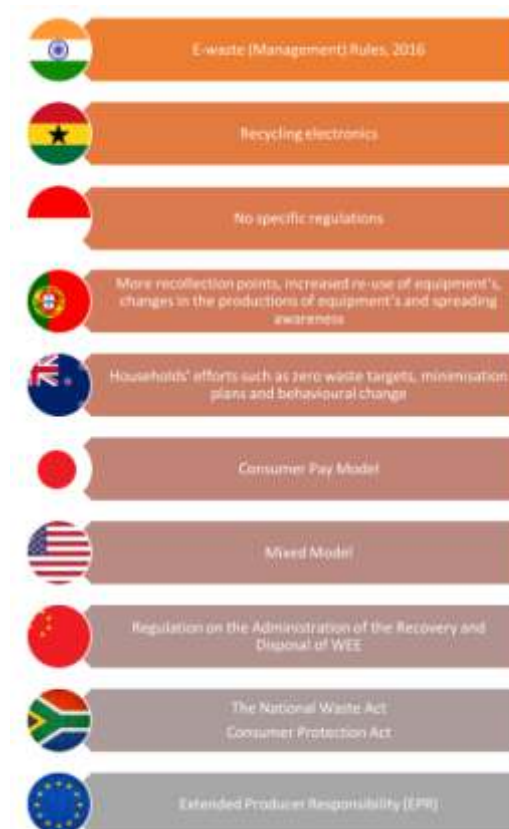 E-waste (Management) Rules, 2016
Recycling electronics
No specific regulations
More recollection points, increased re-use of equipment's,
changes in the productions of equipment's and spreading
awareness
Households' efforts such as zero waste targets, minimisation
plans and behavioural change
Consumer Pay Model
Mixed Model
Regulation on the Administration of the Recovery and
Disposal of WEE
The National Waste Act
Consumer Protection Act
Extended Producer Responsibility (EPR)